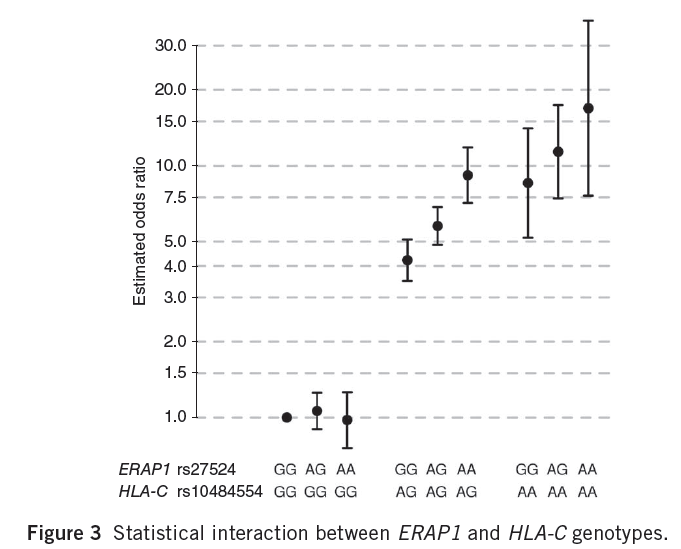 30.0
20.0
15.0
10.0
7.5
5.0
4.0
3.0
2.0
1.5
1.0
Estimated odds ratio
ERAP1 rs27524 GG AG AA GG AG AA GG AG AA
HLA-C rs10484554 GG GG GG AG AG AG AA AA AA
Figure 3 Statistical interaction between ERAP1 and HLA-C genotypes.